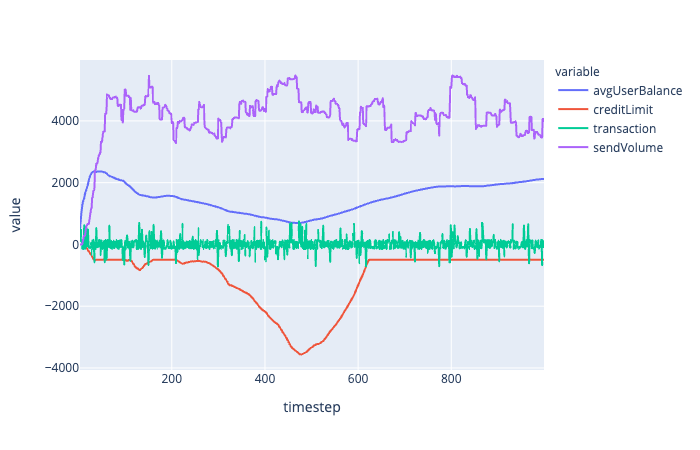 variable
avgUserBalance
creditLimit
transaction
sendVolume
4000
2000
0
−2000
−4000
value
200
400
600
800
timestep